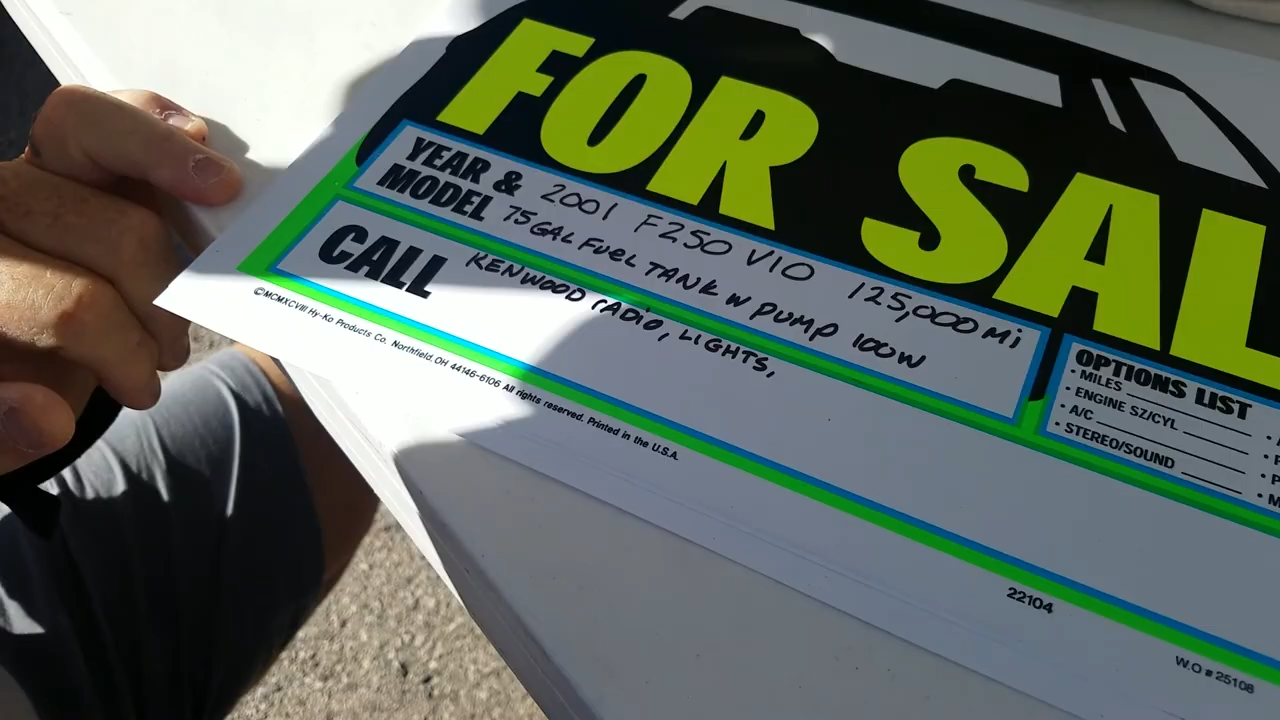 FOR SAL
YEAR & MODEL
2001 F250 V10 125,000 Mi
75 GAL FUEL TANK W PUMP 100W
CALL
KENWOOD rADiO, LIGHTS,
©MCMXCVIII Hy-Ko Products Co. Northfield, OH 44146-6106 All rights reserved. Printed in the U.S.A.
OPTIONS LIST
• MILES
• ENGINE SZ/CYL
• A/C
• STEREO/SOUND
22104
W.O # 25108